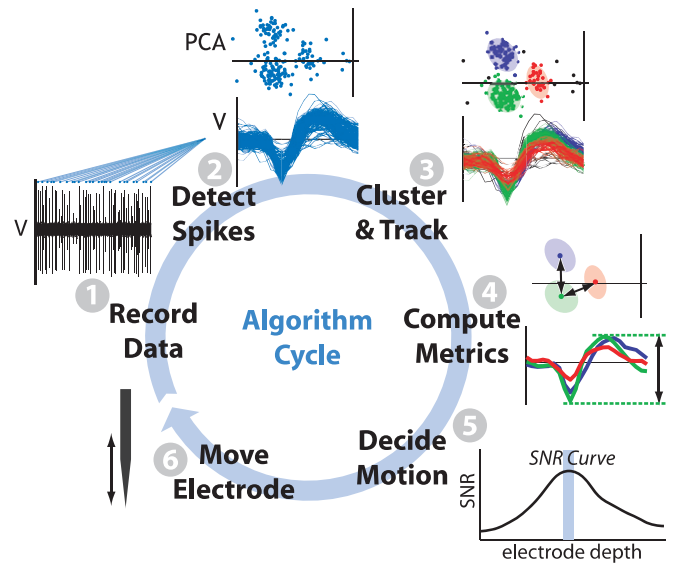 PCA
V
2
Detect
Spikes
3
Cluster
& Track
V
1
Record
Data
Algorithm
Cycle
4
Compute
Metrics
5
Decide
Motion
6
Move
Electrode
SNR Curve
SNR
electrode depth